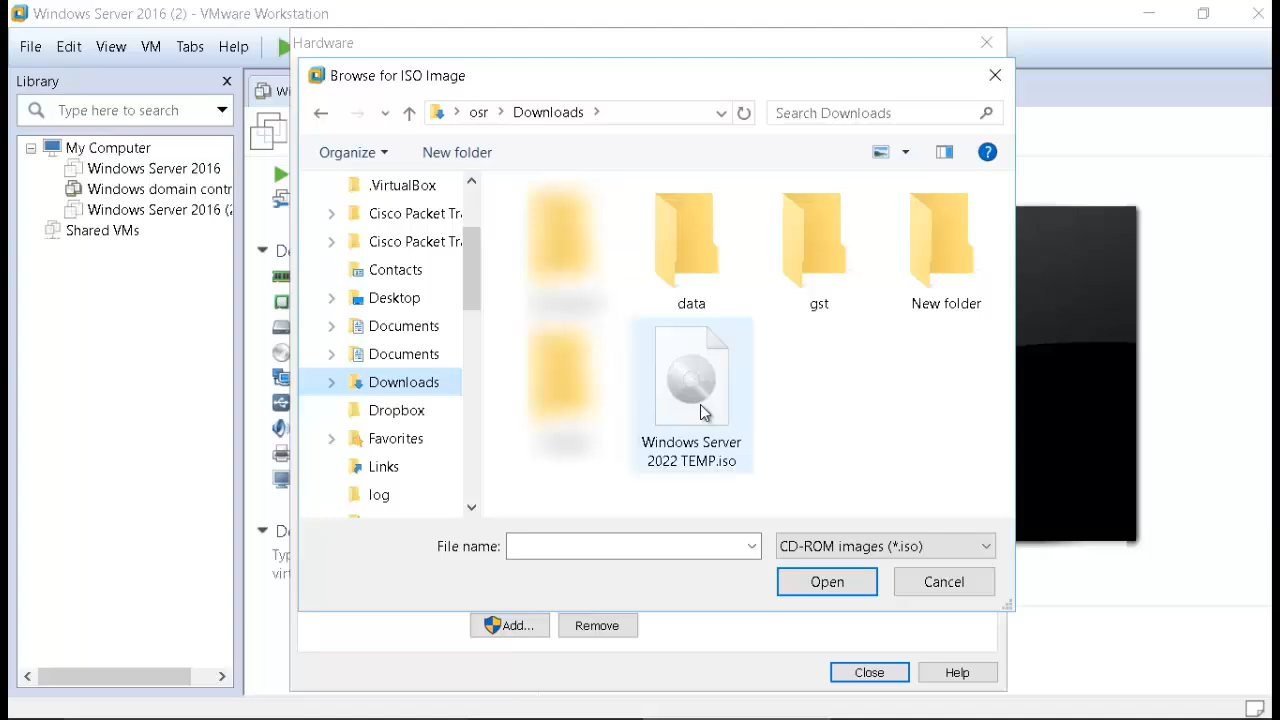 Windows Server 2016 (2) - VMware Workstation
File Edit View VM Tabs Help
Hardware
Library
Type here to search
My Computer
Windows Server 2016
Windows domain contr
Windows Server 2016 (
Shared VMs
Browse for ISO Image
osr > Downloads >
Search Downloads
Organize
New folder
.VirtualBox
Cisco Packet Tra
Cisco Packet Tra
Contacts
Desktop
Documents
Documents
Downloads
Dropbox
Favorites
Links
log
data
gst
New folder
Windows Server
2022 TEMP.iso
File name:
CD-ROM images (*.iso)
Open
Cancel
Add...
Remove
Close
Help